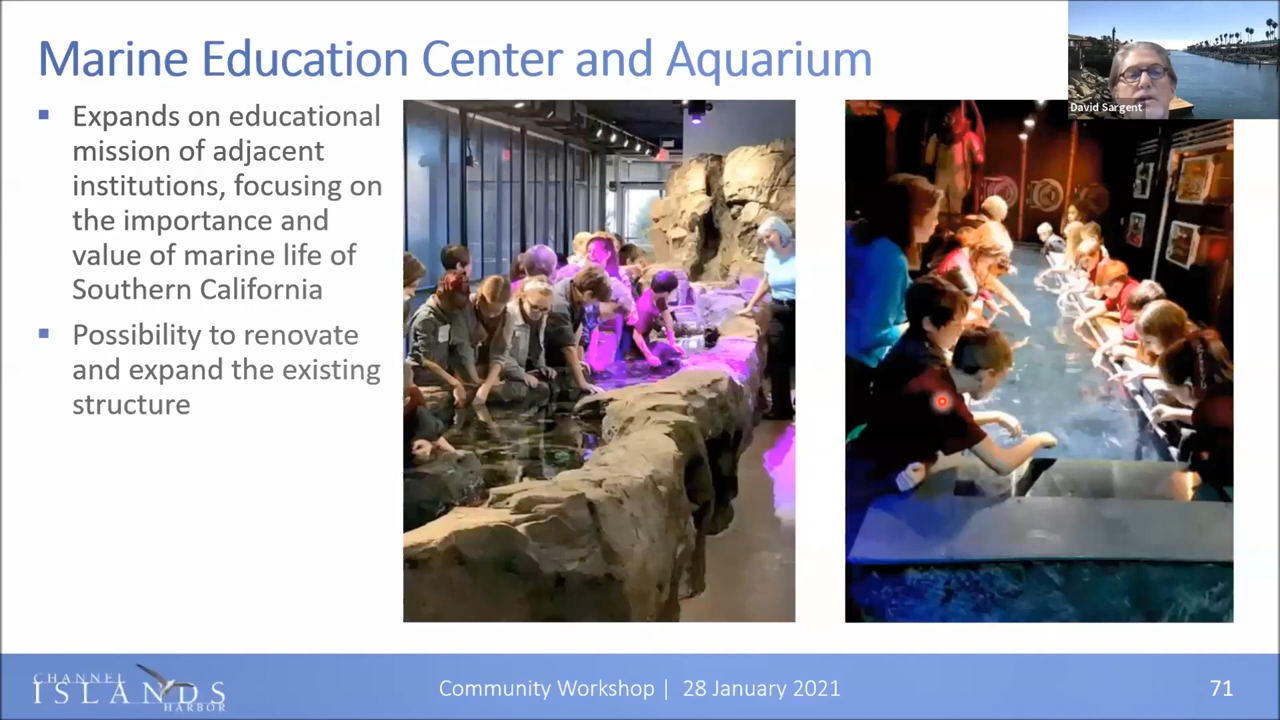 Marine Education Center and Aquarium
David Sargent
▪ Expands on educational
mission of adjacent
institutions, focusing on
the importance and
value of marine life of
Southern California
▪ Possibility to renovate
and expand the existing
structure
CHANNEL
ISLANDS
HARBOR
Community Workshop | 28 January 2021
71